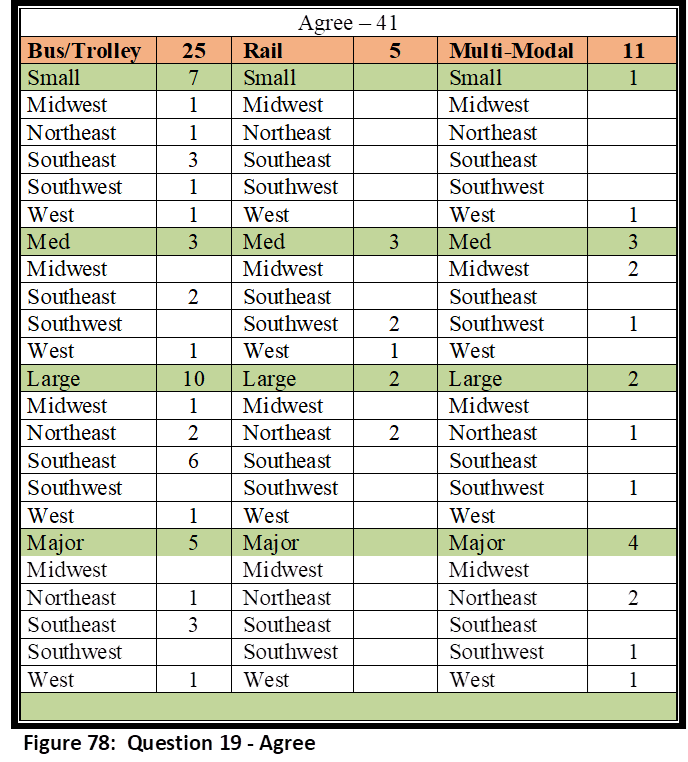 Agree – 41
Bus/Trolley 25 Rail 5 Multi-Modal 11
Small 7 Small Small 1
Midwest 1 Midwest Midwest
Northeast 1 Northeast Northeast
Southeast 3 Southeast Southeast
Southwest 1 Southwest Southwest
West 1 West West 1
Med 3 Med 3 Med 3
Midwest Midwest Midwest 2
Southeast 2 Southeast Southeast
Southwest Southwest 2 Southwest 1
West 1 West 1 West
Large 10 Large 2 Large 2
Midwest 1 Midwest Midwest
Northeast 2 Northeast 2 Northeast 1
Southeast 6 Southeast Southeast
Southwest Southwest Southwest 1
West 1 West West
Major 5 Major Major 4
Midwest Midwest Midwest
Northeast 1 Northeast Northeast 2
Southeast 3 Southeast Southeast
Southwest Southwest Southwest 1
West 1 West West 1
Figure 78: Question 19 - Agree